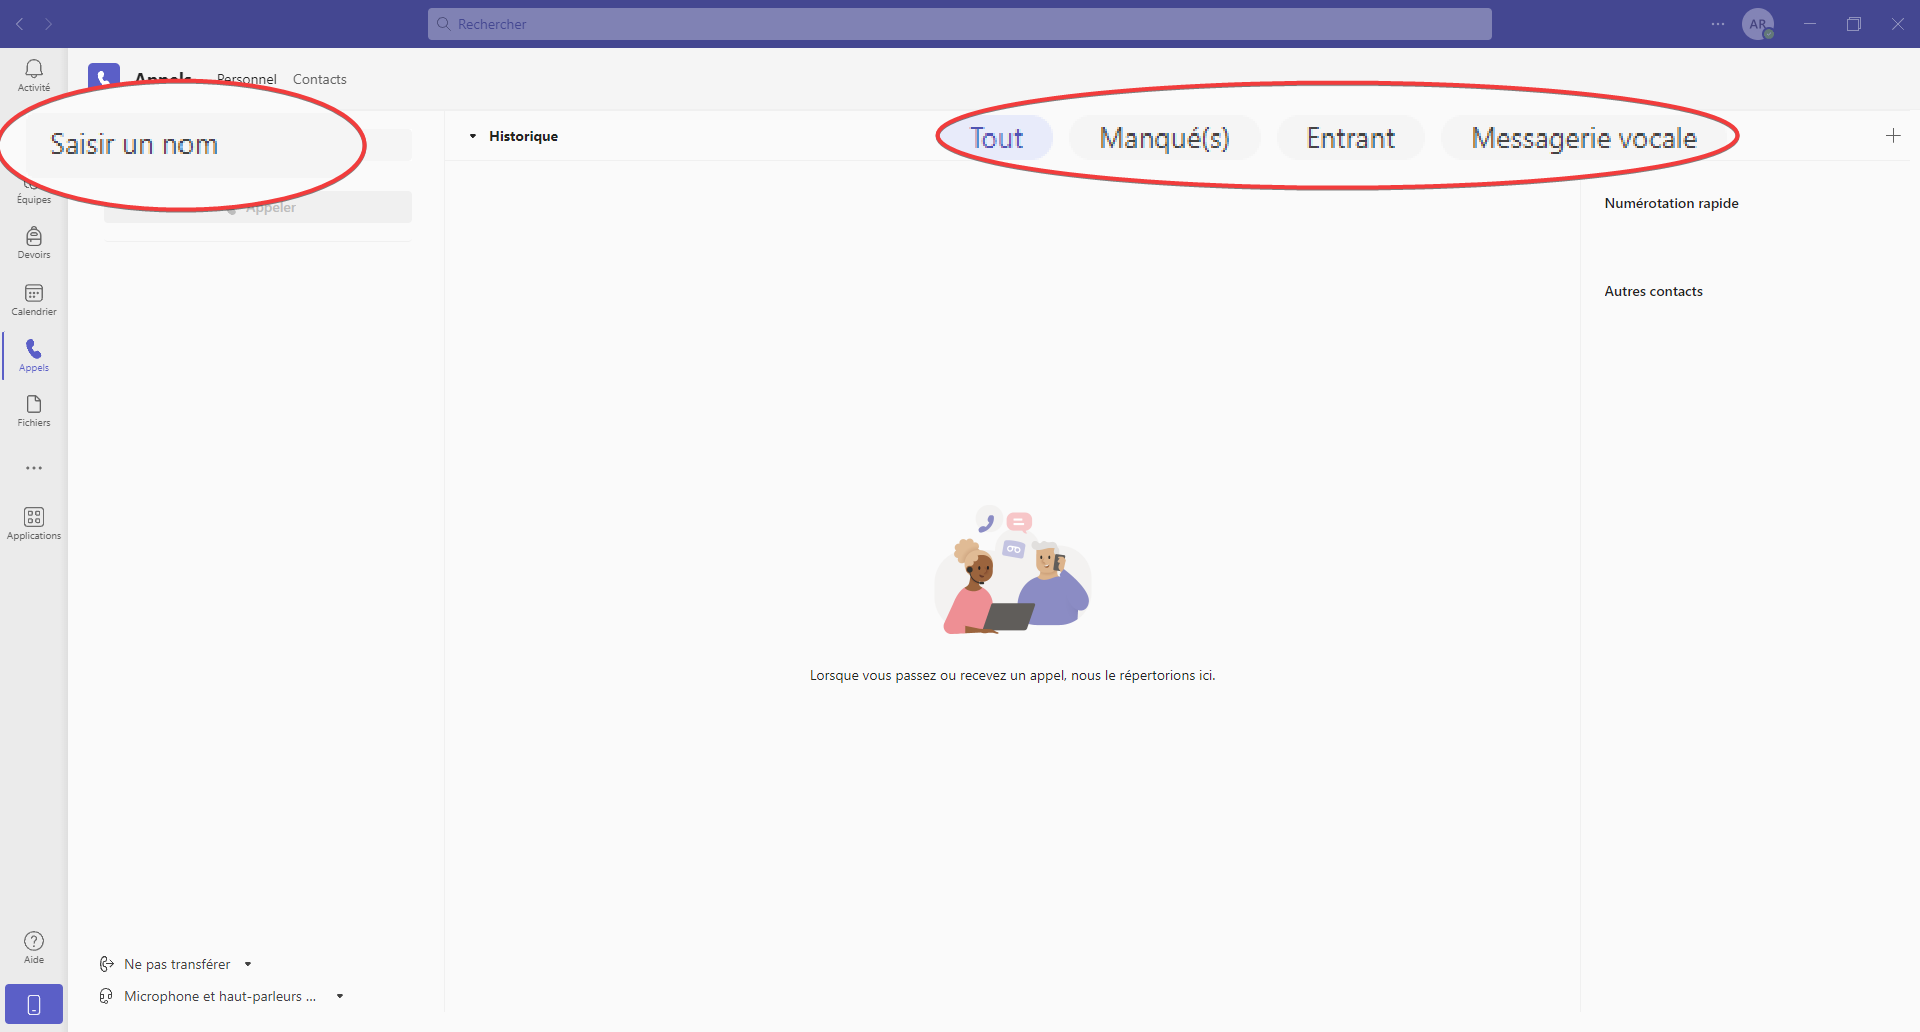 Rechercher
AR
Activité
Appels
Personnel
Contacts
Saisir un nom
Historique
Tout
Manqué(s)
Entrant
Messagerie vocale
Équipes
Appeler
Numérotation rapide
Devoirs
Autres contacts
Calendrier
Appels
Fichiers
Applications
Lorsque vous passez ou recevez un appel, nous le répertorions ici.
Aide
Ne pas transférer
Microphone et haut-parleurs ...